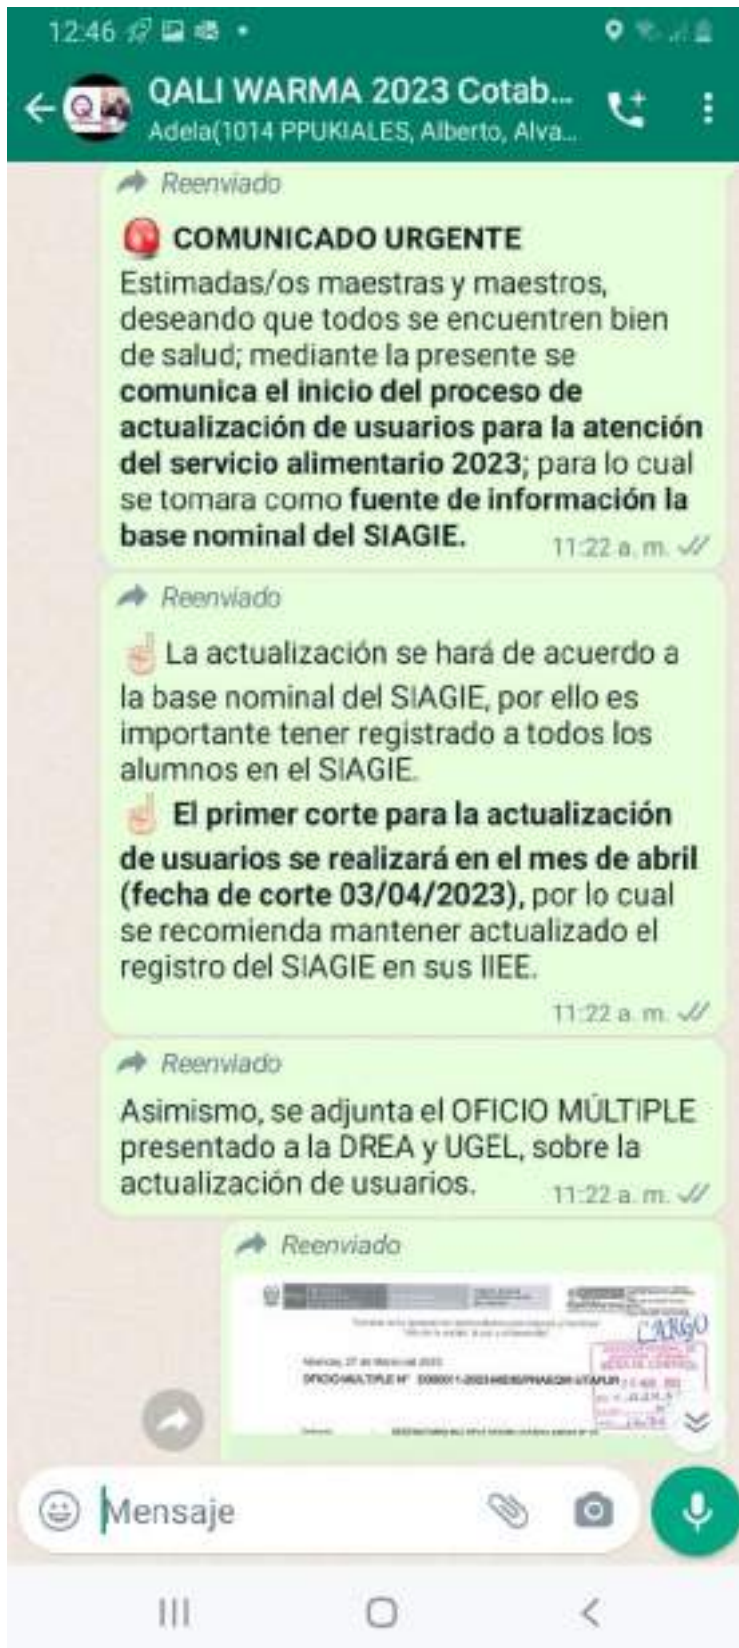 12:46
QALI WARMA 2023 Cotab...
Adela(1014 PPUKIALES, Alberto, Alva...
Reenviado
COMUNICADO URGENTE
Estimadas/os maestras y maestros,
deseando que todos se encuentren bien
de salud; mediante la presente se
comunica el inicio del proceso de
actualización de usuarios para la atención
del servicio alimentario 2023; para lo cual
se tomara como fuente de información la
base nominal del SIAGIE.
11:22 a. m.
Reenviado
La actualización se hará de acuerdo a
la base nominal del SIAGIE, por ello es
importante tener registrado a todos los
alumnos en el SIAGIE.
El primer corte para la actualización
de usuarios se realizará en el mes de abril
(fecha de corte 03/04/2023), por lo cual
se recomienda mantener actualizado el
registro del SIAGIE en sus IIEE.
11:22 a. m.
Reenviado
Asimismo, se adjunta el OFICIO MÚLTIPLE
presentado a la DREA y UGEL, sobre la
actualización de usuarios.
11:22 a. m.
Reenviado
CARGO
OFICIO MULTIPLE N°
Mensaje